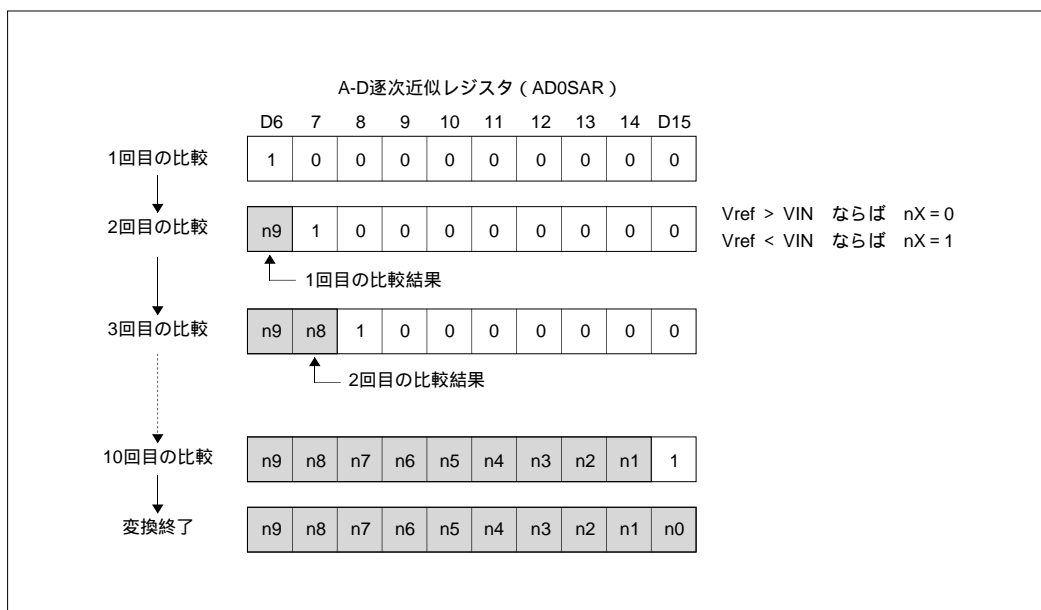 A-D逐次近似レジスタ（AD0SAR）
D6 7 8 9 10 11 12 13 14 D15
1回目の比較 1 0 0 0 0 0 0 0 0 0
2回目の比較 n9 1 0 0 0 0 0 0 0 0
Vref > VIN ならば nX = 0
Vref < VIN ならば nX = 1
1回目の比較結果
3回目の比較 n9 n8 1 0 0 0 0 0 0 0
2回目の比較結果
10回目の比較 n9 n8 n7 n6 n5 n4 n3 n2 n1 1
変換終了 n9 n8 n7 n6 n5 n4 n3 n2 n1 n0